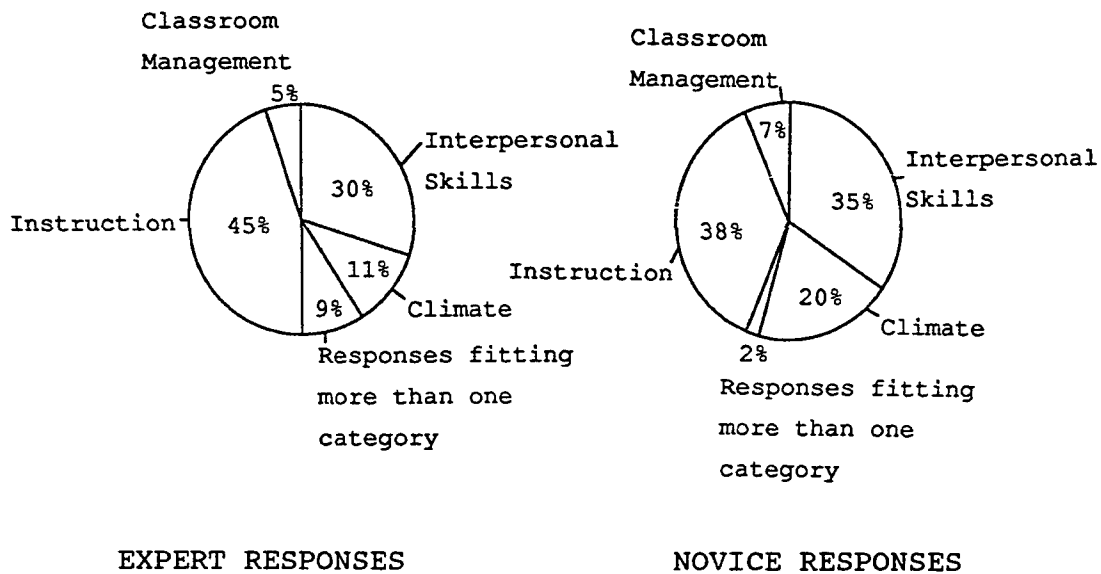 Classroom
Management
5%
Interpersonal
Skills
30%
Instruction
45%
11%
Climate
9%
Responses fitting
more than one
category
EXPERT RESPONSES
Classroom
Management
7%
Interpersonal
Skills
35%
38%
Instruction
20%
Climate
2%
Responses fitting
more than one
category
NOVICE RESPONSES